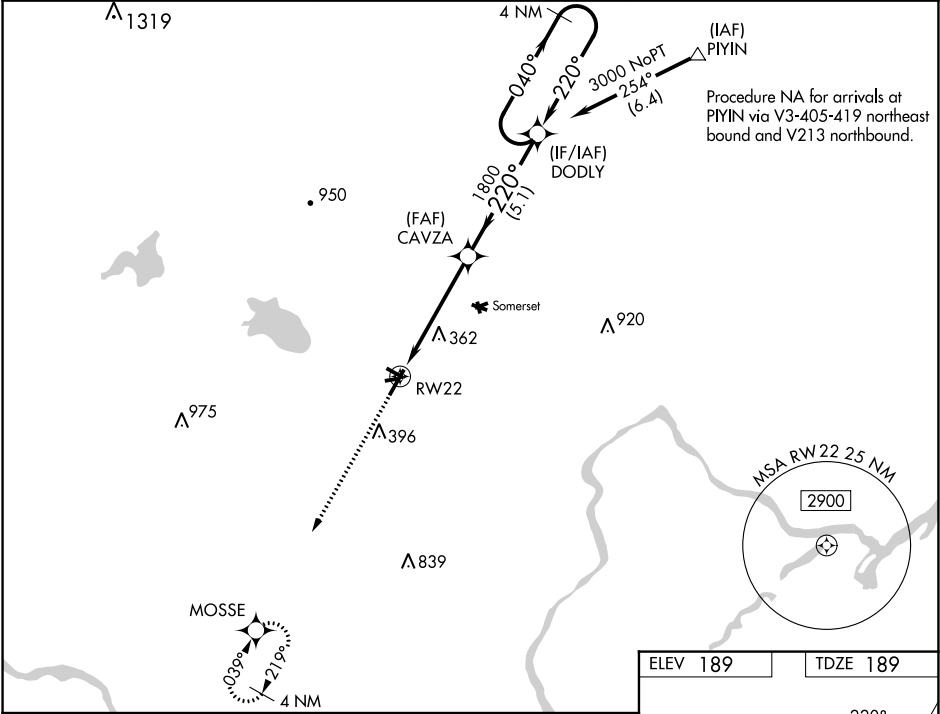 1319
4 NM
(IAF)
PIYIN
3000 NoPT
254°
(6.4)
040°
220°
Procedure NA for arrivals at
PIYIN via V3-405-419 northeast
bound and V213 northbound.
(IF/IAF)
DODLY
1800
220°
(5.1)
950
(FAF)
CAVZA
Somerset
920
362
RW22
975
396
MSA RW 22 25 NM
2900
839
MOSSE
039°
219°
4 NM
ELEV 189
TDZE 189
220°